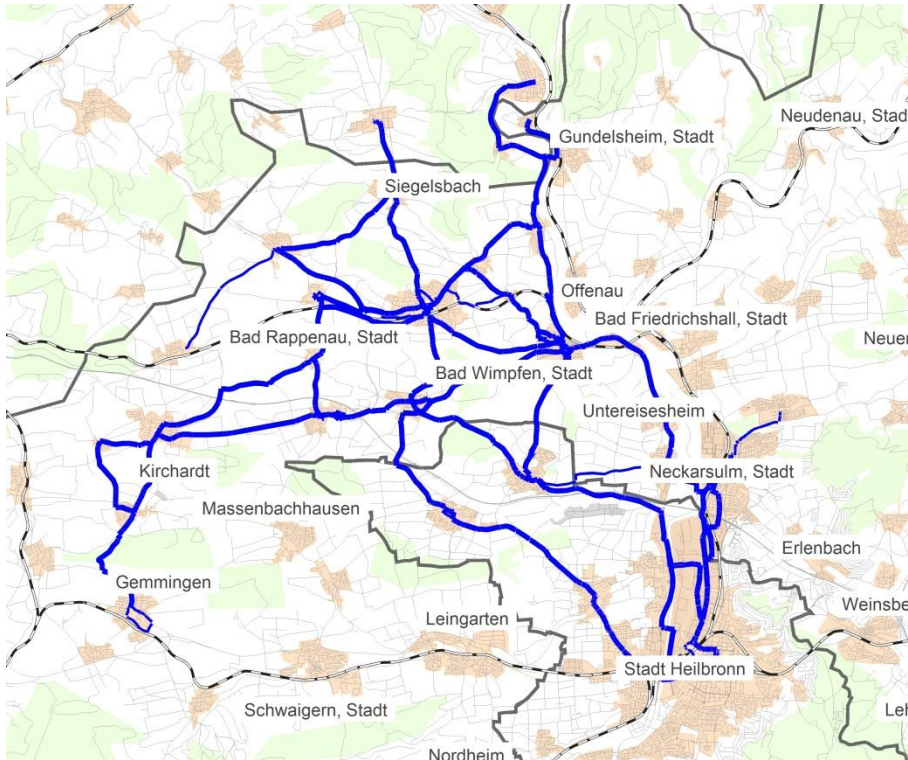 Neudenau, Stad
Gundelsheim, Stadt
Siegelsbach
Offenau
Bad Friedrichshall, Stadt
Bad Rappenau, Stadt
Neuer
Bad Wimpfen, Stadt
Untereisesheim
Kirchardt
Neckarsulm, Stadt
Massenbachhausen
Erlenbach
Gemmingen
Weinsbe
Leingarten
Stadt Heilbronn
Schwaigern, Stadt
Leh
Nordheim